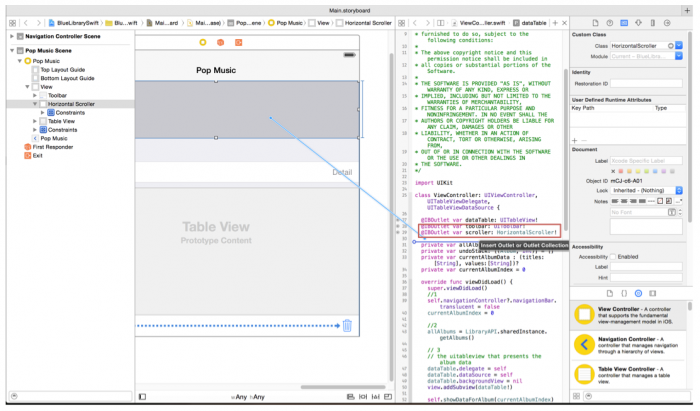 Main.storyboard
BlueLibrarySwift
Blu...wift
Mai...ard
Mai...ase)
Pop...ene
Pop Music
View
Horizontal Scroller
ViewCo...ller.swift
dataTable
Navigation Controller Scene
Pop Music Scene
Pop Music
Top Layout Guide
Bottom Layout Guide
View
Toolbar
Horizontal Scroller
Constraints
Table View
Constraints
Pop Music
First Responder
Exit
Pop Music
Detail
Table View
Prototype Content
wAny hAny
* furnished to do so, subject to the
following conditions:
*
* The above copyright notice and this
permission notice shall be included in
* all copies or substantial portions of the
Software.
*
* THE SOFTWARE IS PROVIDED "AS IS", WITHOUT
WARRANTY OF ANY KIND, EXPRESS OR
* IMPLIED, INCLUDING BUT NOT LIMITED TO THE
WARRANTIES OF MERCHANTABILITY,
* FITNESS FOR A PARTICULAR PURPOSE AND
NONINFRINGEMENT. IN NO EVENT SHALL THE
* AUTHORS OR COPYRIGHT HOLDERS BE LIABLE FOR
ANY CLAIM, DAMAGES OR OTHER
* LIABILITY, WHETHER IN AN ACTION OF
CONTRACT, TORT OR OTHERWISE, ARISING
FROM,
* OUT OF OR IN CONNECTION WITH THE SOFTWARE
OR THE USE OR OTHER DEALINGS IN
* THE SOFTWARE.
*/
import UIKit
class ViewController: UIViewController,
UITableViewDelegate,
UITableViewDataSource {
@IBOutlet var dataTable: UITableView!
@IBOutlet var toolbar: UIToolbar!
@IBOutlet var scroller: HorizontalScroller!
Insert Outlet or Outlet Collection
private var currentAlbumData : (titles:
[String], values:[String])?
private var currentAlbumIndex = 0
override func viewDidLoad() {
super.viewDidLoad()
//1
self.navigationController?.navigationBar.
translucent = false
currentAlbumIndex = 0
//2
allAlbums = LibraryAPI.sharedInstance.
getAlbums()
// 3
// the uitableview that presents the
album data
dataTable.delegate = self
dataTable.dataSource = self
dataTable.backgroundView = nil
view.addSubview(dataTable!)
self.showDataForAlbum(currentAlbumIndex)
Custom Class
Class HorizontalScroller
Module Current – BlueLibrary...
Identity
Restoration ID
User Defined Runtime Attributes
Key Path Type
Document
Label Xcode Specific Label
Object ID mCJ-c6-A01
Lock Inherited - (Nothing)
Notes
No Font
Accessibility
Accessibility Enabled
Label
Hint
View Controller - A controller
that supports the fundamental
view-management model in iOS.
Navigation Controller - A
controller that manages navigation
through a hierarchy of views.
Table View Controller - A
controller that manages a table
view.